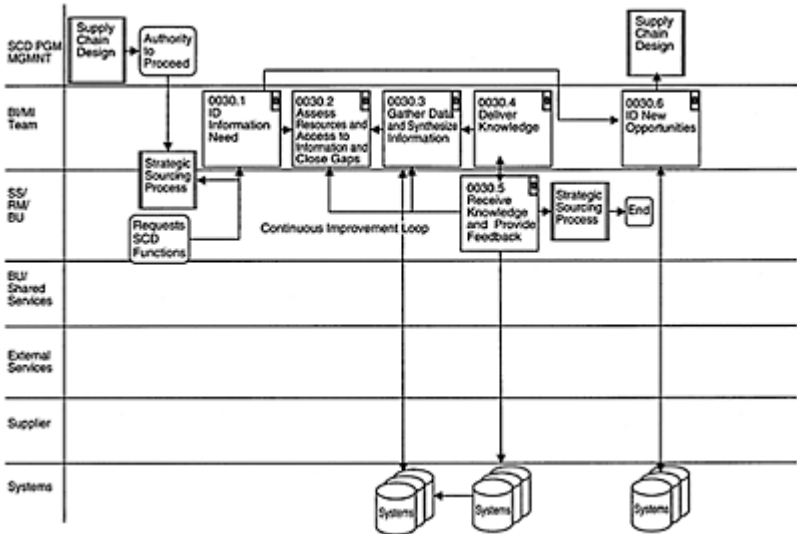 SCD PGM
MGMNT
Supply
Chain
Design
Authority
to
Proceed
Supply
Chain
Design
BI/MI
Team
0030.1
ID
Information
Need
0030.2
Assess
Resources and
Access to
Information and
Close Gaps
0030.3
Gather Data
and Synthesize
Information
0030.4
Deliver
Knowledge
0030.6
ID New
Opportunities
SS/
RM/
BU
Strategic
Sourcing
Process
Requests
SCD
Functions
Continuous Improvement Loop
0030.5
Receive
Knowledge
and Provide
Feedback
Strategic
Sourcing
Process
End
BU/
Shared
Services
External
Services
Supplier
Systems
Systems
Systems
Systems